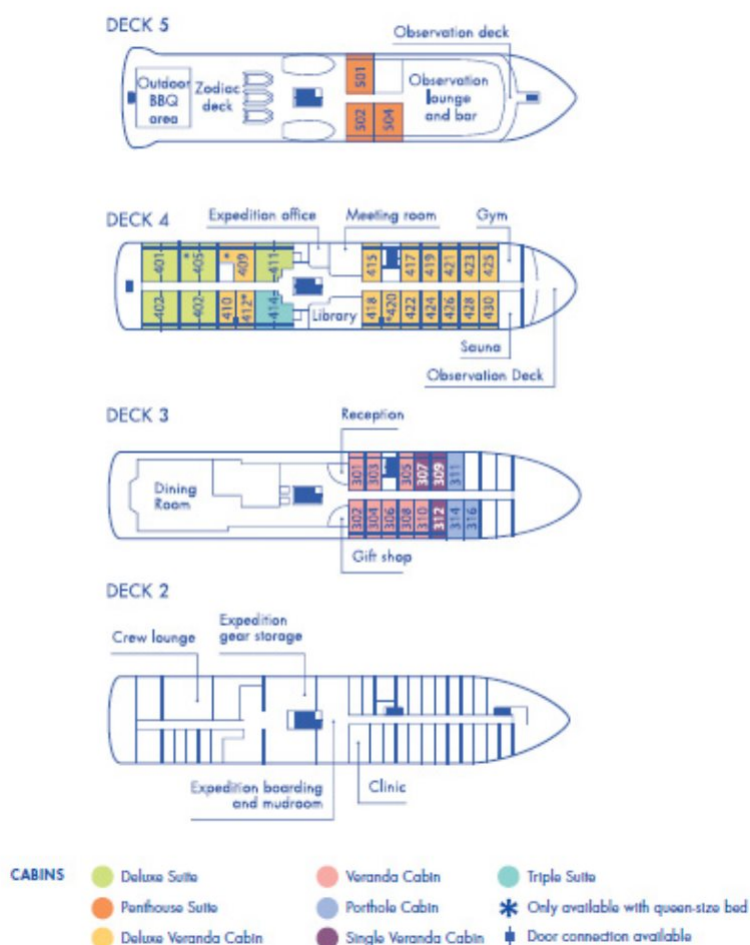 DECK 5
Observation deck
Outdoor
BBQ
area
Zodiac
deck
501
502
504
Observation
lounge
and bar
DECK 4
Expedition office
Meeting room
Gym
401
405
*
*
409
411
415
417
419
421
423
425
402
402
410
412*
414
Library
418
*420
422
424
426
428
430
Sauna
Observation Deck
DECK 3
Reception
Dining
Room
301
303
305
307
309
311
302
304
306
308
310
312
314
316
Gift shop
DECK 2
Crew lounge
Expedition
gear storage
Expedition boarding
and mudroom
Clinic
CABINS
Deluxe Suite
Veranda Cabin
Triple Suite
Penthouse Suite
Porthole Cabin
* Only available with queen-size bed
Deluxe Veranda Cabin
Single Veranda Cabin
Door connection available